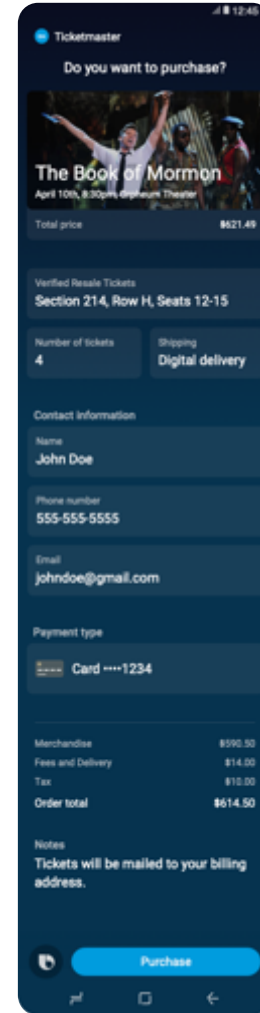 12:45
Ticketmaster
Do you want to purchase?
The Book of Mormon
April 10th, 8:30pm, Orpheum Theater
Total price $621.49
Verified Resale Tickets
Section 214, Row H, Seats 12-15
Number of tickets Shipping
4 Digital delivery
Contact information
Name
John Doe
Phone number
555-555-5555
Email
johndoe@gmail.com
Payment type
Card ····1234
Merchandise $590.50
Fees and Delivery $14.00
Tax $10.00
Order total $614.50
Notes
Tickets will be mailed to your billing
address.
Purchase